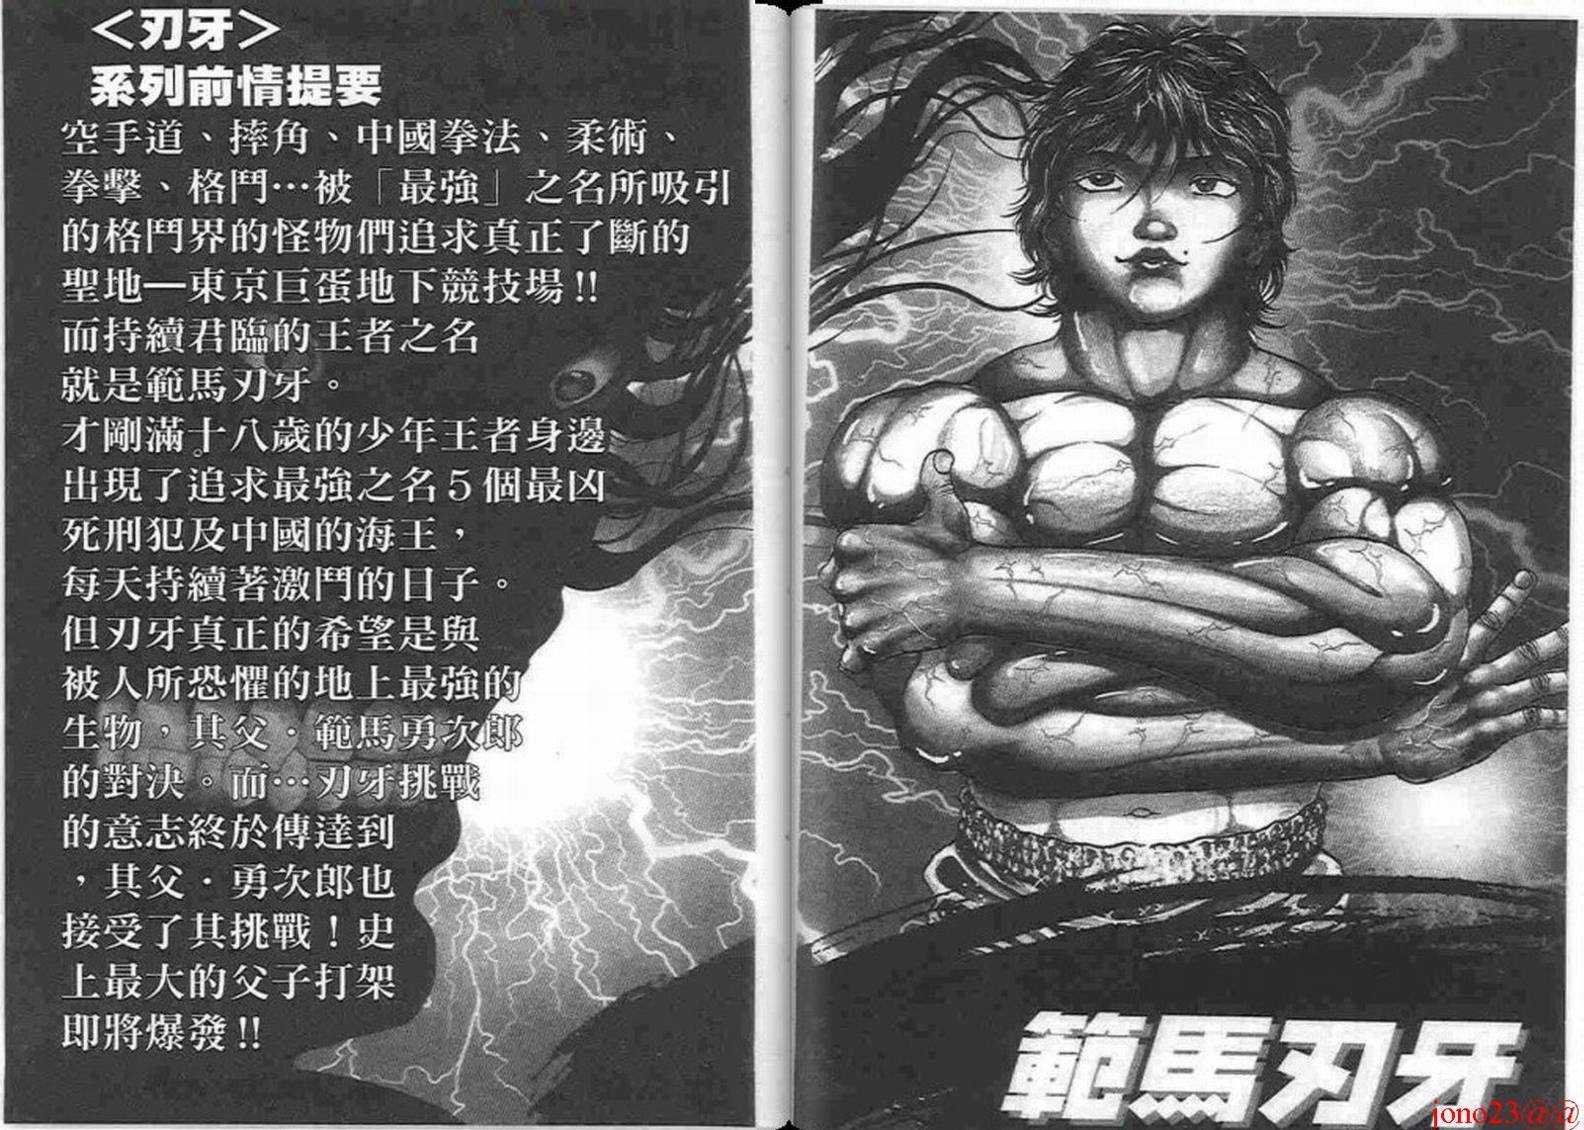 ＜刃牙＞
系列前情提要
空手道、摔角、中國拳法、柔術、
拳擊、格鬥⋯被「最強」之名所吸引
的格鬥界的怪物們追求真正了斷的
聖地—東京巨蛋地下競技場!!
而持續君臨的王者之名
就是範馬刃牙。
才剛滿十八歲的少年王者身邊
出現了追求最強之名5個最凶
死刑犯及中國的海王，
每天持續著激鬥的日子。
但刃牙真正的希望是與
被人所恐懼的地上最強的
生物，其父．範馬勇次郎
的對決。而⋯刃牙挑戰
的意志終於傳達到
，其父．勇次郎也
接受了其挑戰！史
上最大的父子打架
即將爆發!!
範馬刃牙
jono23@@